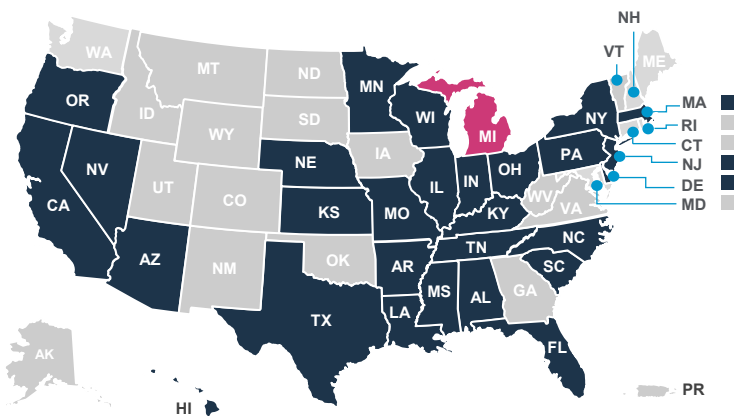 NH
VT
WA
ME
MT
ND
MN
OR
MA
ID
SD
WI
NY
RI
WY
MI
CT
IA
PA
NJ
NE
OH
NV
IL
IN
DE
UT
CO
WV
CA
MD
KS
MO
KY
VA
NC
TN
AZ
NM
OK
AR
SC
MS
AL
GA
LA
TX
FL
AK
PR
HI